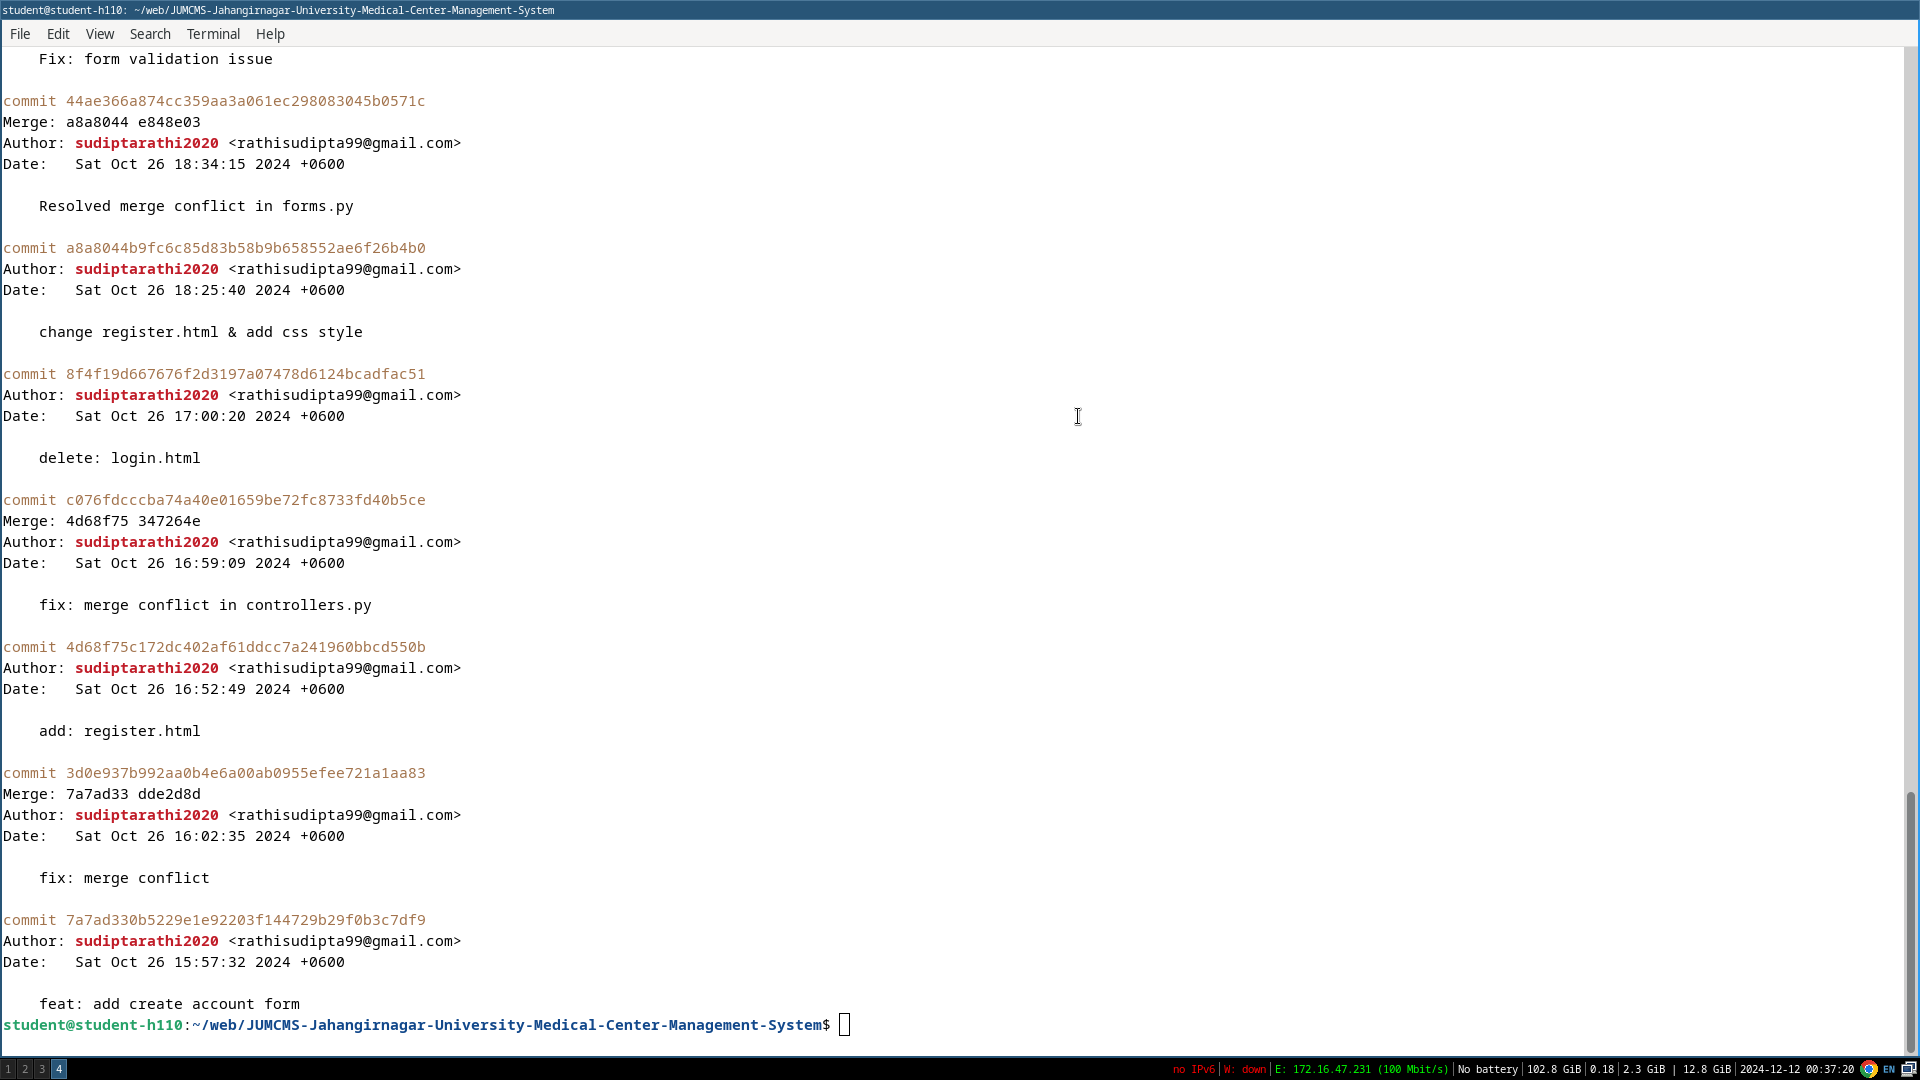 student@student-h110: ~/web/JUMCMS-Jahangirnagar-University-Medical-Center-Management-System
File Edit View Search Terminal Help
Fix: form validation issue
commit 44ae366a874cc359aa3a061ec298083045b0571c
Merge: a8a8044 e848e03
Author: sudiptarathi2020 <rathisudipta99@gmail.com>
Date:   Sat Oct 26 18:34:15 2024 +0600
Resolved merge conflict in forms.py
commit a8a8044b9fc6c85d83b58b9b658552ae6f26b4b0
Author: sudiptarathi2020 <rathisudipta99@gmail.com>
Date:   Sat Oct 26 18:25:40 2024 +0600
change register.html & add css style
commit 8f4f19d667676f2d3197a07478d6124bcadfac51
Author: sudiptarathi2020 <rathisudipta99@gmail.com>
Date:   Sat Oct 26 17:00:20 2024 +0600
delete: login.html
commit c076fdcccba74a40e01659be72fc8733fd40b5ce
Merge: 4d68f75 347264e
Author: sudiptarathi2020 <rathisudipta99@gmail.com>
Date:   Sat Oct 26 16:59:09 2024 +0600
fix: merge conflict in controllers.py
commit 4d68f75c172dc402af61ddcc7a241960bbcd550b
Author: sudiptarathi2020 <rathisudipta99@gmail.com>
Date:   Sat Oct 26 16:52:49 2024 +0600
add: register.html
commit 3d0e937b992aa0b4e6a00ab0955efee721a1aa83
Merge: 7a7ad33 dde2d8d
Author: sudiptarathi2020 <rathisudipta99@gmail.com>
Date:   Sat Oct 26 16:02:35 2024 +0600
fix: merge conflict
commit 7a7ad330b5229e1e92203f144729b29f0b3c7df9
Author: sudiptarathi2020 <rathisudipta99@gmail.com>
Date:   Sat Oct 26 15:57:32 2024 +0600
feat: add create account form
student@student-h110:~/web/JUMCMS-Jahangirnagar-University-Medical-Center-Management-System$
1 2 3 4 no IPv6 | W: down | E: 172.16.47.231 (100 Mbit/s) | No battery | 102.8 GiB | 0.18 | 2.3 GiB | 12.8 GiB | 2024-12-12 00:37:20 EN